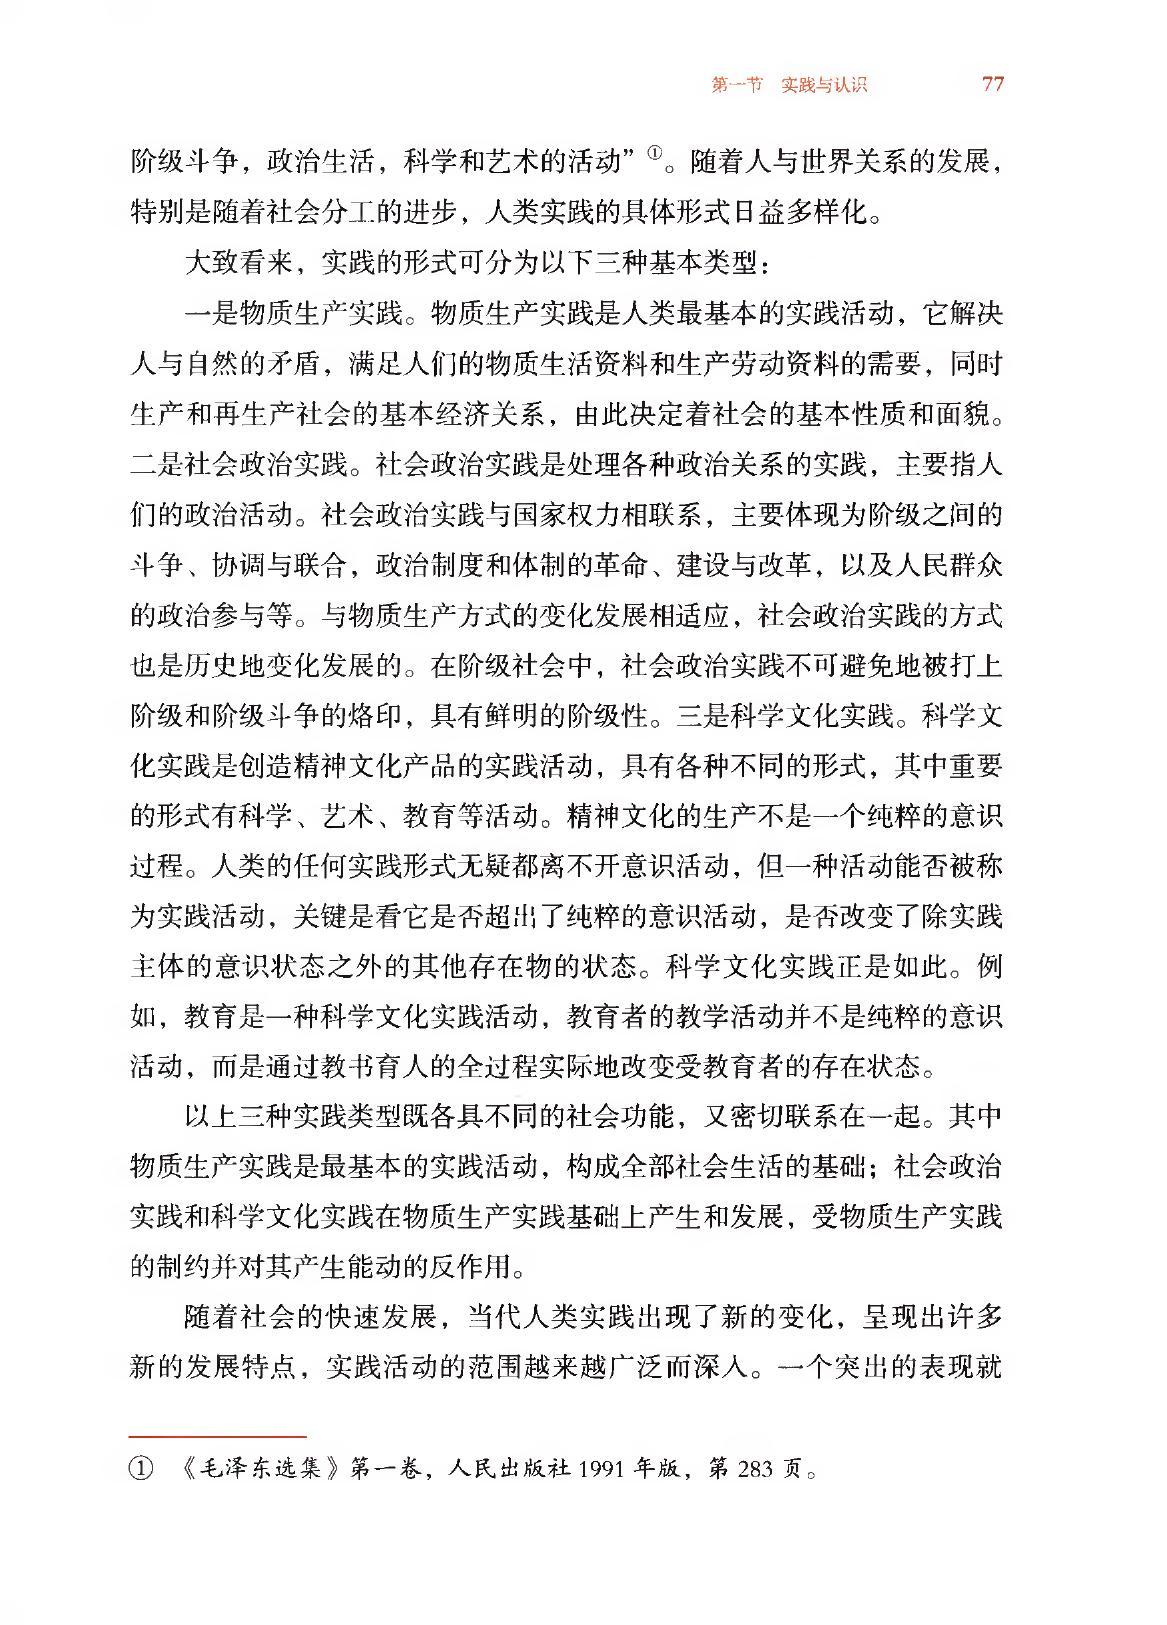 第一节 实践与认识 77
阶级斗争，政治生活，科学和艺术的活动”①。随着人与世界关系的发展，
特别是随着社会分工的进步，人类实践的具体形式日益多样化。
大致看来，实践的形式可分为以下三种基本类型：
一是物质生产实践。物质生产实践是人类最基本的实践活动，它解决
人与自然的矛盾，满足人们的物质生活资料和生产劳动资料的需要，同时
生产和再生产社会的基本经济关系，由此决定着社会的基本性质和面貌。
二是社会政治实践。社会政治实践是处理各种政治关系的实践，主要指人
们的政治活动。社会政治实践与国家权力相联系，主要体现为阶级之间的
斗争、协调与联合，政治制度和体制的革命、建设与改革，以及人民群众
的政治参与等。与物质生产方式的变化发展相适应，社会政治实践的方式
也是历史地变化发展的。在阶级社会中，社会政治实践不可避免地被打上
阶级和阶级斗争的烙印，具有鲜明的阶级性。三是科学文化实践。科学文
化实践是创造精神文化产品的实践活动，具有各种不同的形式，其中重要
的形式有科学、艺术、教育等活动。精神文化的生产不是一个纯粹的意识
过程。人类的任何实践形式无疑都离不开意识活动，但一种活动能否被称
为实践活动，关键是看它是否超出了纯粹的意识活动，是否改变了除实践
主体的意识状态之外的其他存在物的状态。科学文化实践正是如此。例
如，教育是一种科学文化实践活动，教育者的教学活动并不是纯粹的意识
活动，而是通过教书育人的全过程实际地改变受教育者的存在状态。
以上三种实践类型既各具不同的社会功能，又密切联系在一起。其中
物质生产实践是最基本的实践活动，构成全部社会生活的基础；社会政治
实践和科学文化实践在物质生产实践基础上产生和发展，受物质生产实践
的制约并对其产生能动的反作用。
随着社会的快速发展，当代人类实践出现了新的变化，呈现出许多
新的发展特点，实践活动的范围越来越广泛而深入。一个突出的表现就
① 《毛泽东选集》第一卷，人民出版社1991年版，第283页。